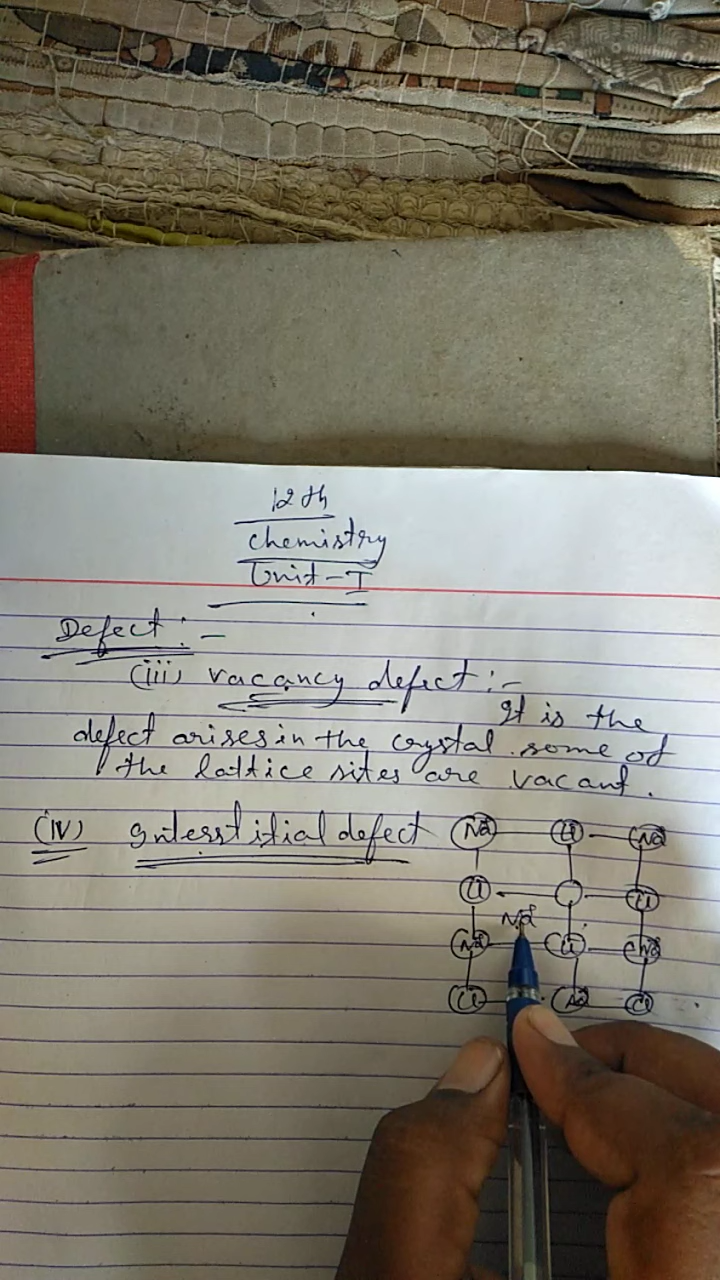 12th
Chemistry
Unit-I
Defect:-
(iii) vacancy defect:-
It is the
defect arises in the crystal some of
the lattice sites are vacant.
(iv) Interstitial defect
Na Cl Na
Cl Cl
Na
Na Cl Na
Cl Na Cl